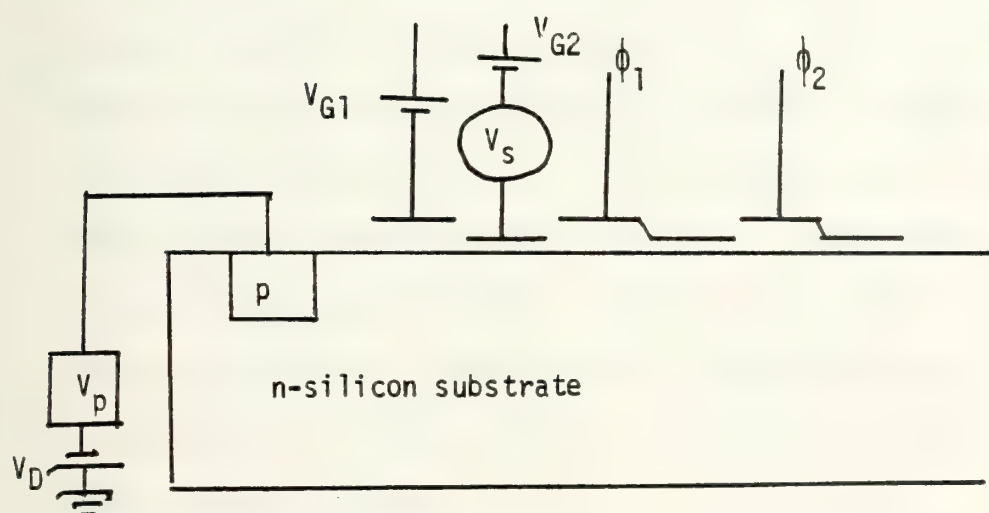 V_G1
V_G2
V_s
ϕ_1
ϕ_2
p
n-silicon substrate
V_p
V_D